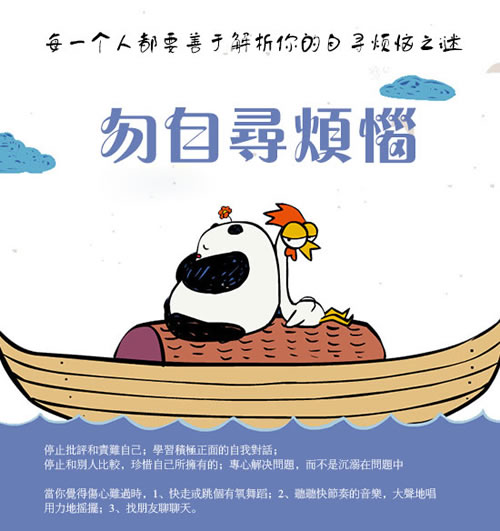 每一个人都要善于解析你的自寻烦恼之谜
勿自尋煩惱
停止批評和責難自己；學習積極正面的自我對話；
停止和別人比較，珍惜自己所擁有的；專心解決問題，而不是沉溺在問題中
當你覺得傷心難過時，1、快走或跳個有氧舞蹈；2、聽聽快節奏的音樂，大聲地唱
用力地搖擺；3、找朋友聊聊天。